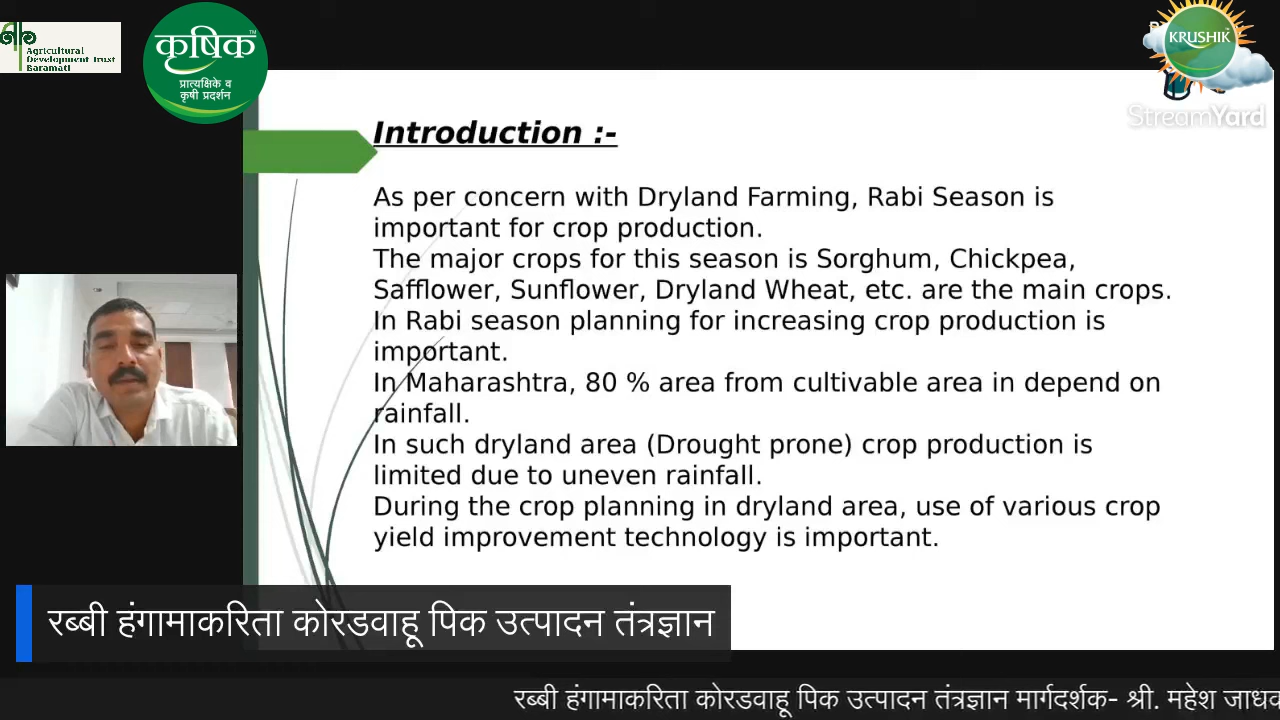 Agricultural
Development Trust
Baramati
कृषिक
TM
प्रात्यक्षिके व
कृषी प्रदर्शन
KRUSHIK
StreamYard
Introduction :-
As per concern with Dryland Farming, Rabi Season is
important for crop production.
The major crops for this season is Sorghum, Chickpea,
Safflower, Sunflower, Dryland Wheat, etc. are the main crops.
In Rabi season planning for increasing crop production is
important.
In Maharashtra, 80 % area from cultivable area in depend on
rainfall.
In such dryland area (Drought prone) crop production is
limited due to uneven rainfall.
During the crop planning in dryland area, use of various crop
yield improvement technology is important.
रब्बी हंगामाकरिता कोरडवाहू पिक उत्पादन तंत्रज्ञान
रब्बी हंगामाकरिता कोरडवाहू पिक उत्पादन तंत्रज्ञान मार्गदर्शक- श्री. महेश